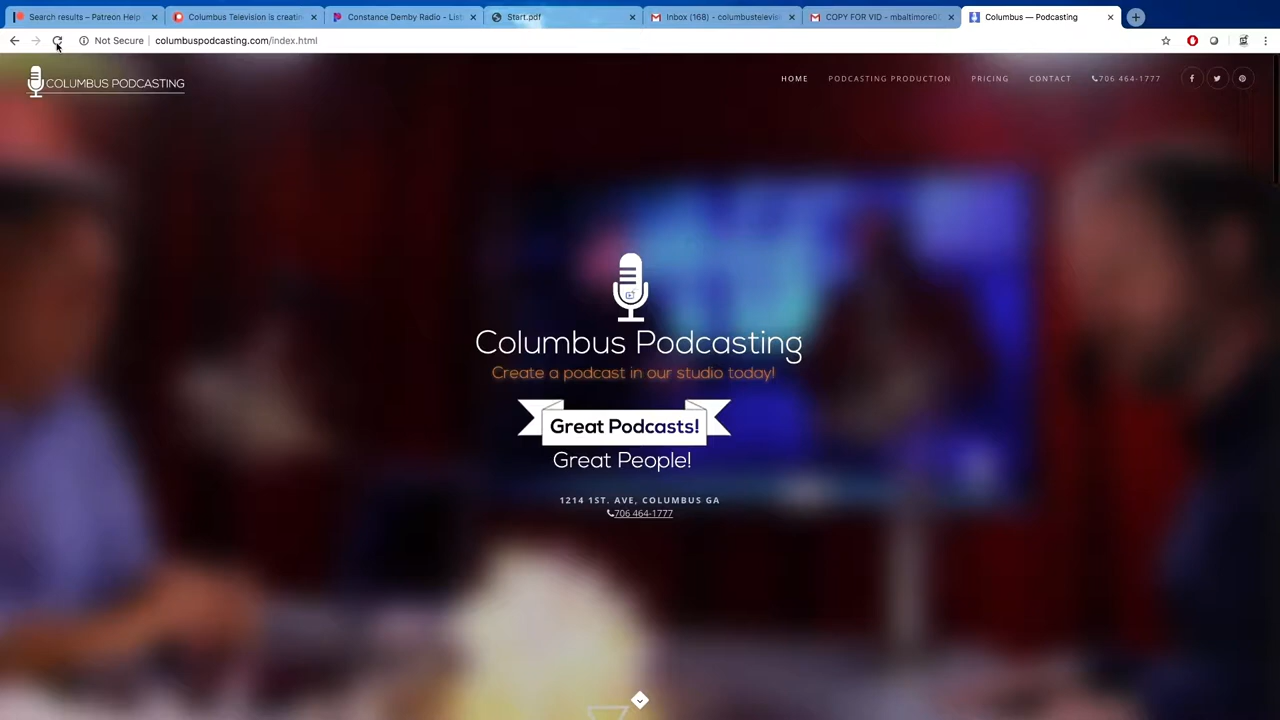 Search results – Patreon Help
Columbus Television is creatin
Constance Demby Radio - List
Start.pdf
Inbox (168) - columbustelevisi
COPY FOR VID - mbaltimore0
Columbus — Podcasting
Not Secure
columbuspodcasting.com/index.html
COLUMBUS PODCASTING
HOME
PODCASTING PRODUCTION
PRICING
CONTACT
706 464-1777
Columbus Podcasting
Create a podcast in our studio today!
Great Podcasts!
Great People!
1214 1ST. AVE, COLUMBUS GA
706 464-1777